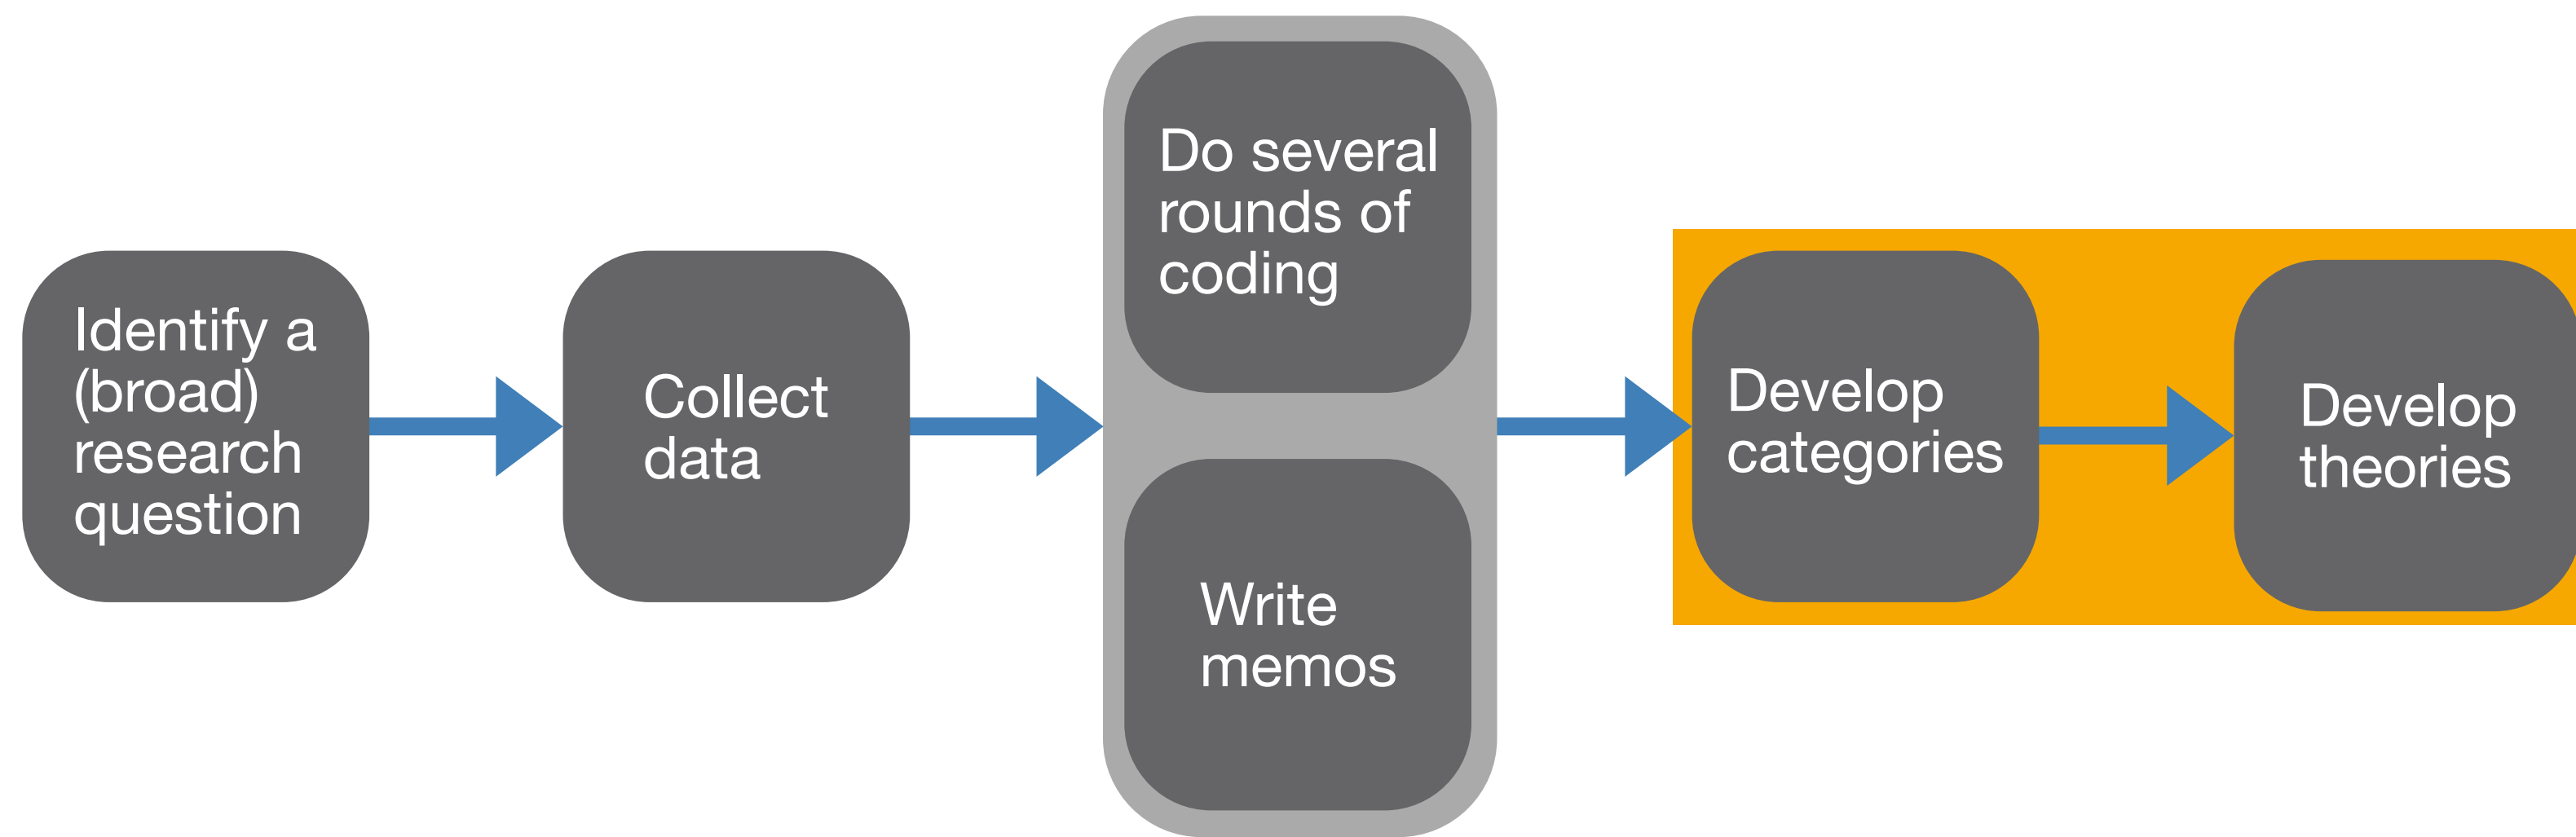 Identify a
(broad)
research
question
Collect
data
Do several
rounds of
coding
Write
memos
Develop
categories
Develop
theories